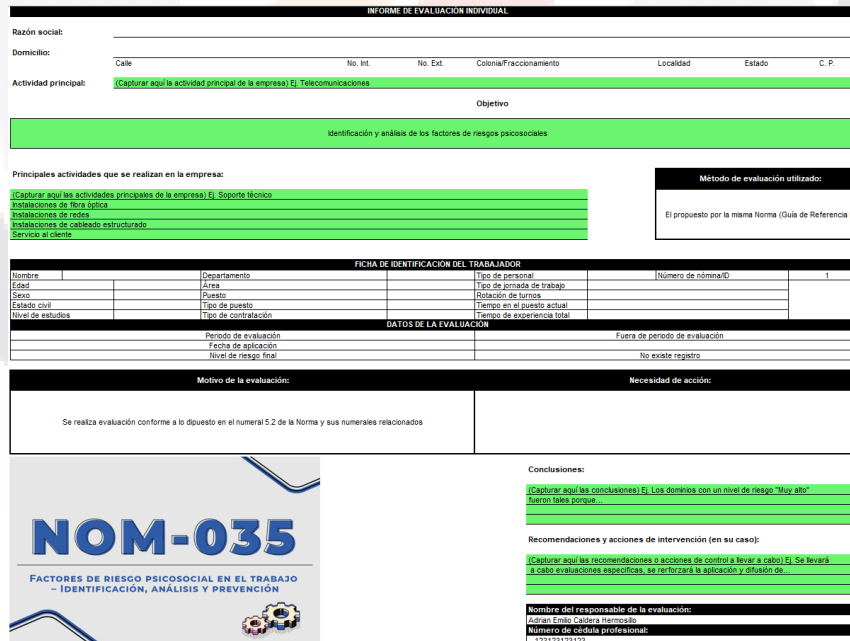 INFORME DE EVALUACIÓN INDIVIDUAL
Razón social:
Domicilio:
Calle No. Int. No. Ext. Colonia/Fraccionamiento Localidad Estado C. P.
Actividad principal: (Capturar aquí la actividad principal de la empresa) Ej. Telecomunicaciones
Objetivo
Identificación y análisis de los factores de riesgos psicosociales
Principales actividades que se realizan en la empresa:
(Capturar aquí las actividades principales de la empresa) Ej. Soporte técnico
Instalaciones de fibra óptica
Instalaciones de redes
Instalaciones de cableado estructurado
Servicio al cliente
Método de evaluación utilizado:
El propuesto por la misma Norma (Guía de Referencia
FICHA DE IDENTIFICACIÓN DEL TRABAJADOR
Nombre Departamento Tipo de personal Número de nómina/ID 1
Edad Área Tipo de jornada de trabajo
Sexo Puesto Rotación de turnos
Estado civil Tipo de puesto Tiempo en el puesto actual
Nivel de estudios Tipo de contratación Tiempo de experiencia total
DATOS DE LA EVALUACIÓN
Periodo de evaluación Fuera de periodo de evaluación
Fecha de aplicación
Nivel de riesgo final No existe registro
Motivo de la evaluación: Necesidad de acción:
Se realiza evaluación conforme a lo dipuesto en el numeral 5.2 de la Norma y sus numerales relacionados
NOM-035
FACTORES DE RIESGO PSICOSOCIAL EN EL TRABAJO
– IDENTIFICACIÓN, ANÁLISIS Y PREVENCIÓN
Conclusiones:
(Capturar aquí las conclusiones) Ej. Los dominios con un nivel de riesgo "Muy alto"
fueron tales porque...
Recomendaciones y acciones de intervención (en su caso):
(Capturar aquí las recomendaciones o acciones de control a llevar a cabo) Ej. Se llevará
a cabo evaluaciones especificas, se rerforzará la aplicación y difusión de...
Nombre del responsable de la evaluación:
Adrian Emilio Caldera Hermosillo
Número de cédula profesional:
123123123123